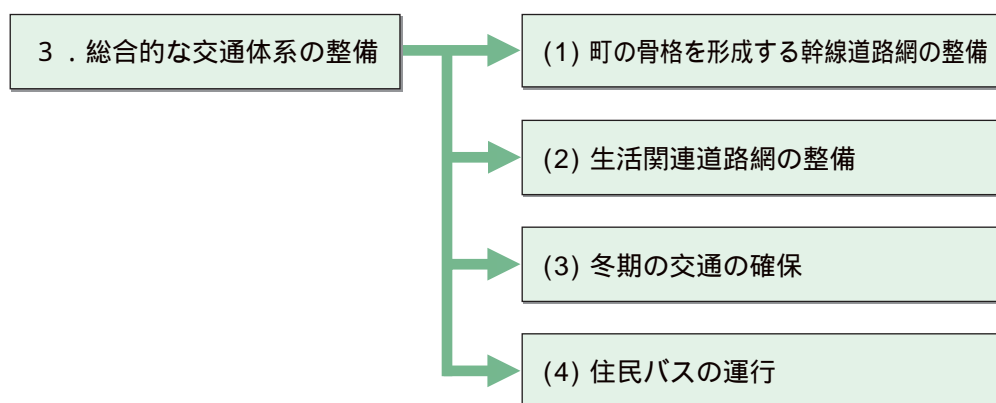 ３．総合的な交通体系の整備
(1) 町の骨格を形成する幹線道路網の整備
(2) 生活関連道路網の整備
(3) 冬期の交通の確保
(4) 住民バスの運行